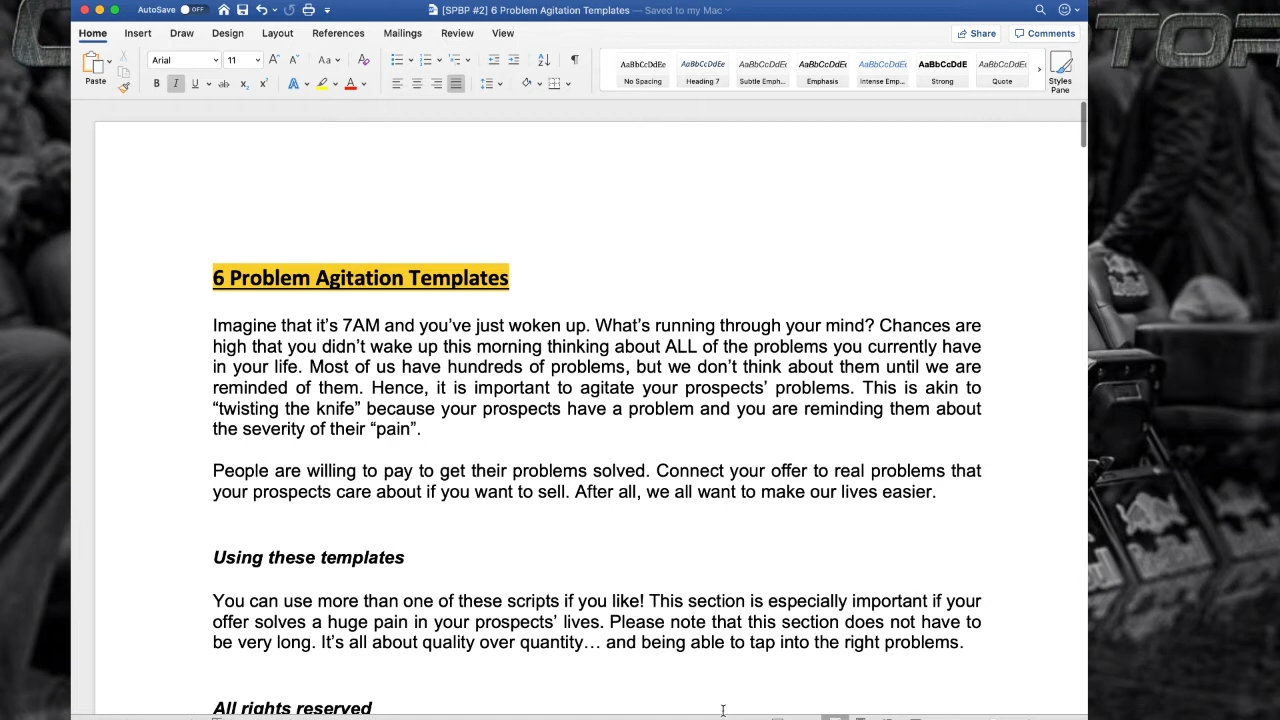 AutoSave OFF
[SPBP #2] 6 Problem Agitation Templates — Saved to my Mac
Home Insert Draw Design Layout References Mailings Review View Share Comments
Paste Arial 11 AaBbCcDdEe AaBbCcDdEe AaBbCcDdEe AaBbCcDdEe AaBbCcDdEe AaBbCcDdE AaBbCcDdEe
No Spacing Heading 7 Subtle Emph... Emphasis Intense Emp... Strong Quote Styles Pane
6 Problem Agitation Templates
Imagine that it’s 7AM and you’ve just woken up. What’s running through your mind? Chances are
high that you didn’t wake up this morning thinking about ALL of the problems you currently have
in your life. Most of us have hundreds of problems, but we don’t think about them until we are
reminded of them. Hence, it is important to agitate your prospects’ problems. This is akin to
“twisting the knife” because your prospects have a problem and you are reminding them about
the severity of their “pain”.
People are willing to pay to get their problems solved. Connect your offer to real problems that
your prospects care about if you want to sell. After all, we all want to make our lives easier.
Using these templates
You can use more than one of these scripts if you like! This section is especially important if your
offer solves a huge pain in your prospects’ lives. Please note that this section does not have to
be very long. It’s all about quality over quantity… and being able to tap into the right problems.
All rights reserved